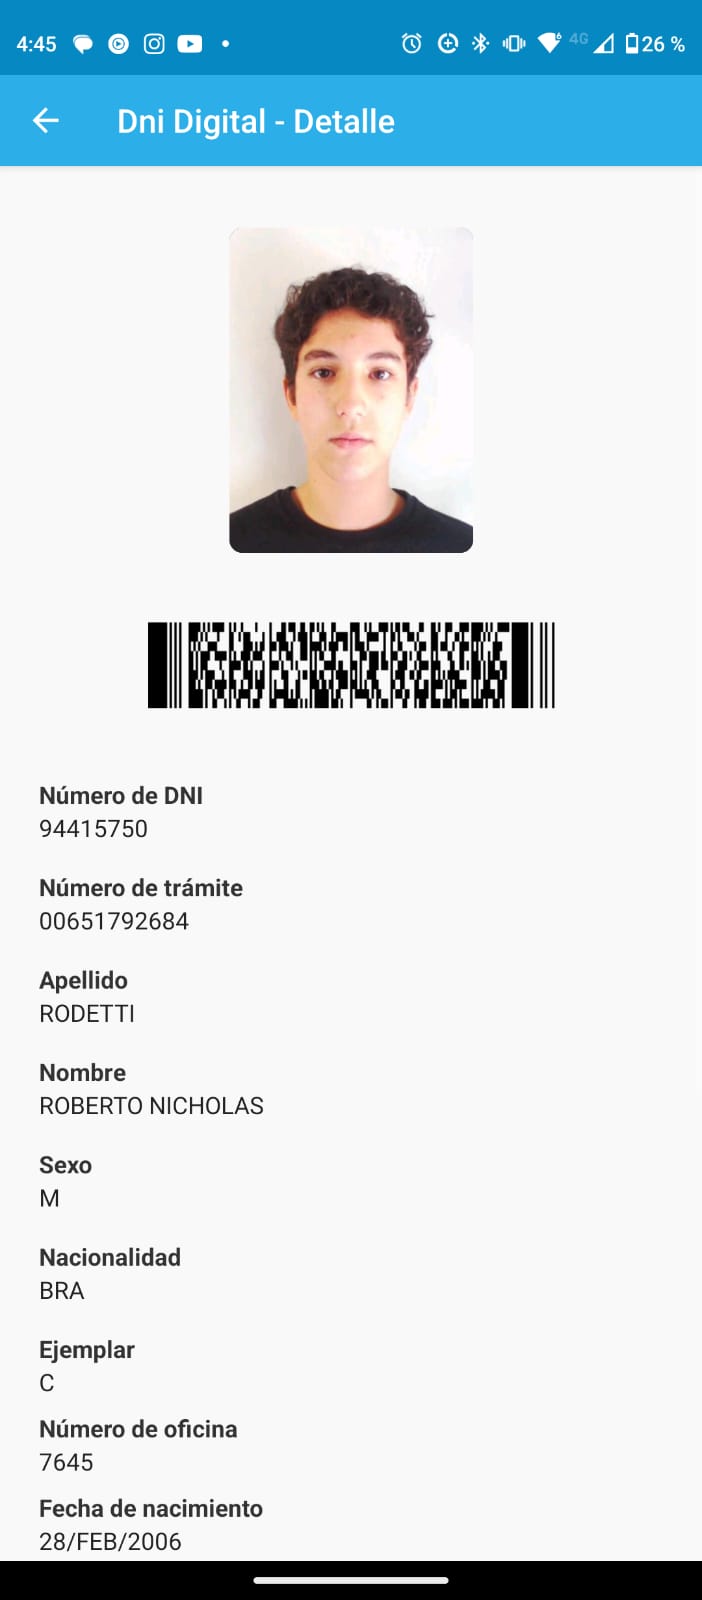 4:45 4G 26 %
Dni Digital - Detalle
Número de DNI
94415750
Número de trámite
00651792684
Apellido
RODETTI
Nombre
ROBERTO NICHOLAS
Sexo
M
Nacionalidad
BRA
Ejemplar
C
Número de oficina
7645
Fecha de nacimiento
28/FEB/2006